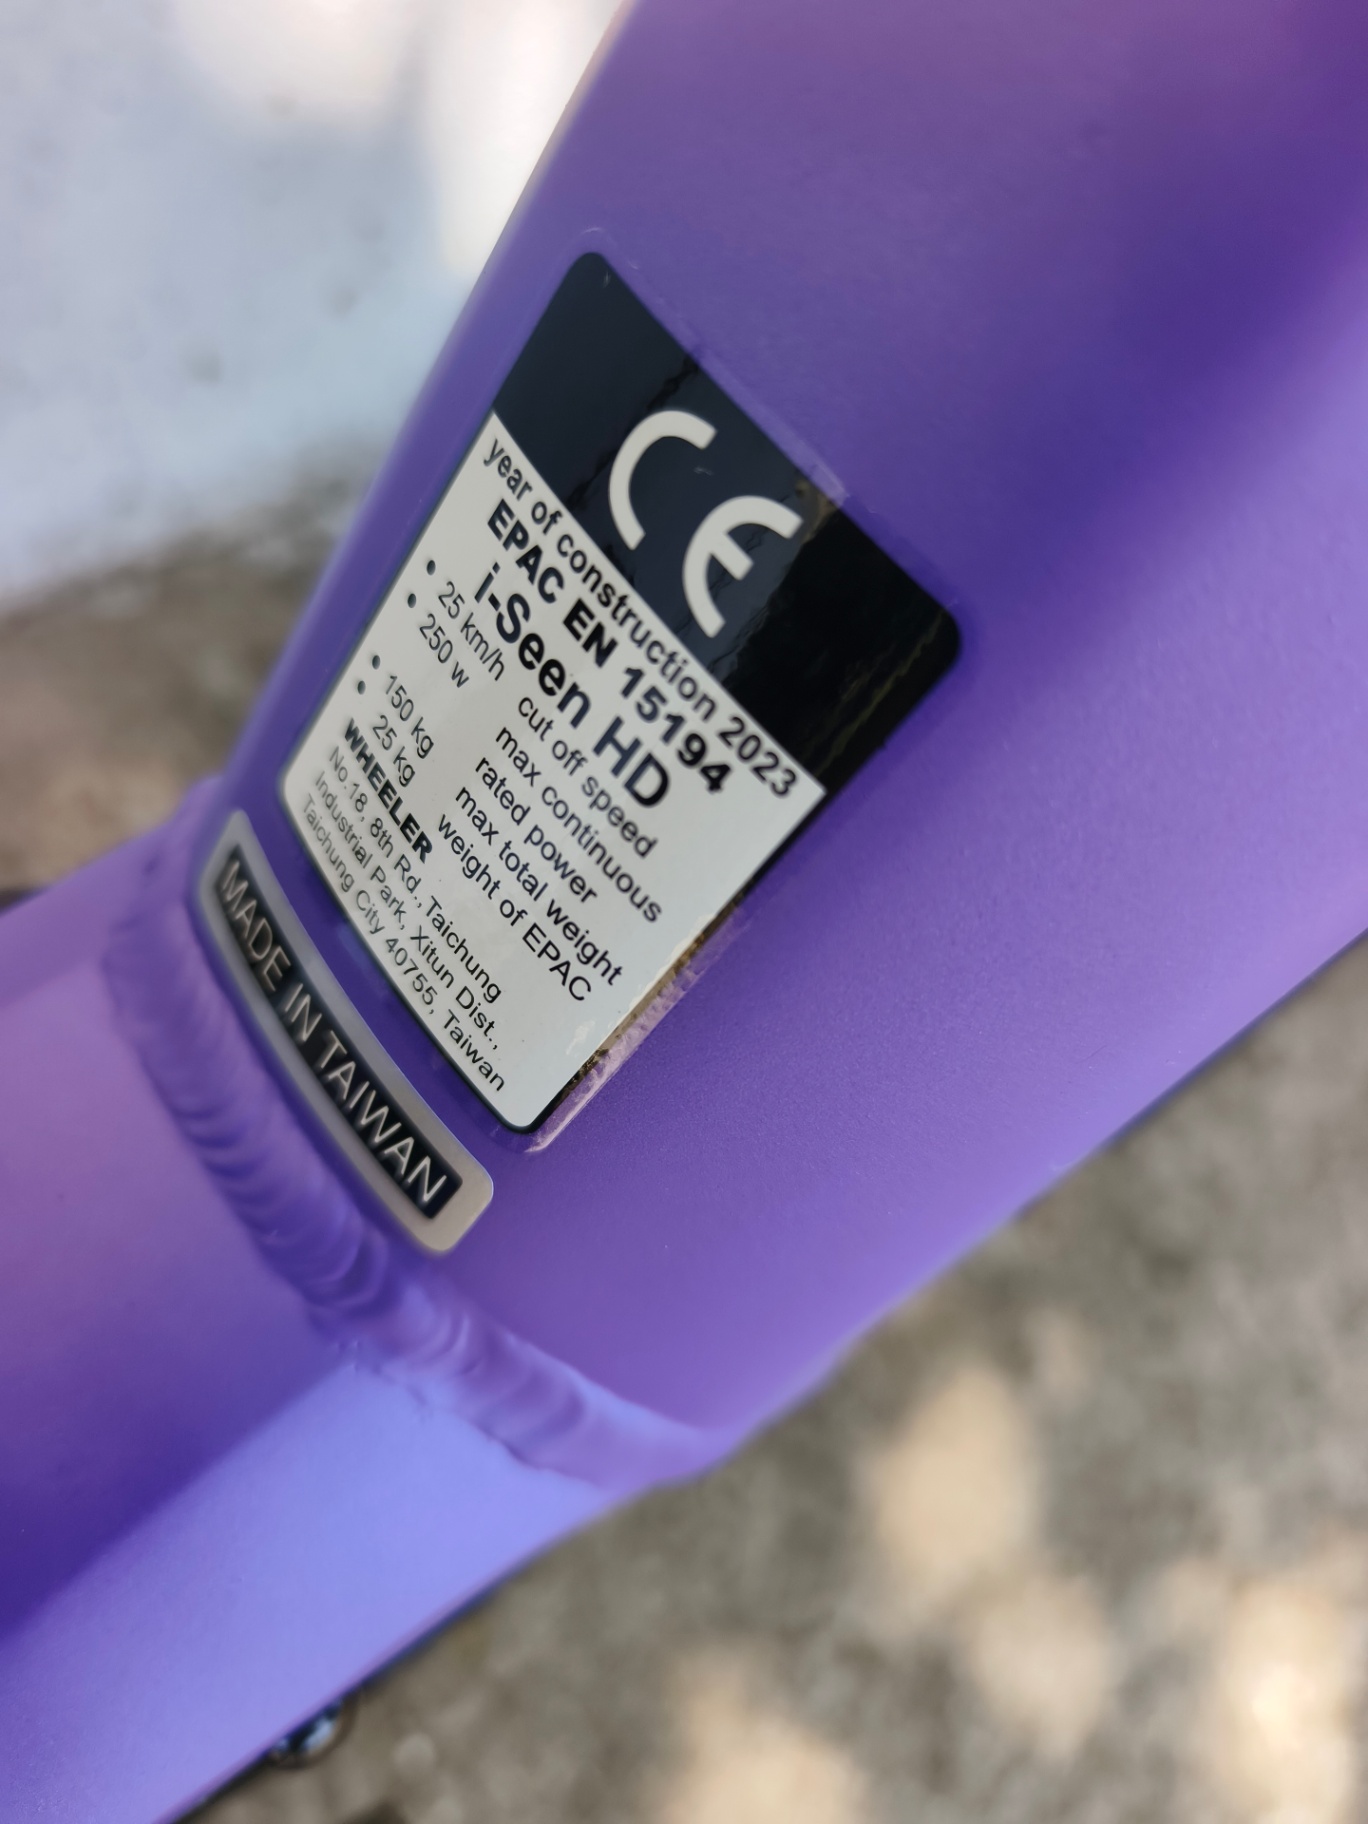 CE
year of construction 2023
EPAC EN 15194
i-Seen HD
• 25 km/h cut off speed
• 250 w max continuous
rated power
• 150 kg max total weight
• 25 kg weight of EPAC
WHEELER
No.18, 8th Rd., Taichung
Industrial Park, Xitun Dist.,
Taichung City 40755, Taiwan
MADE IN TAIWAN